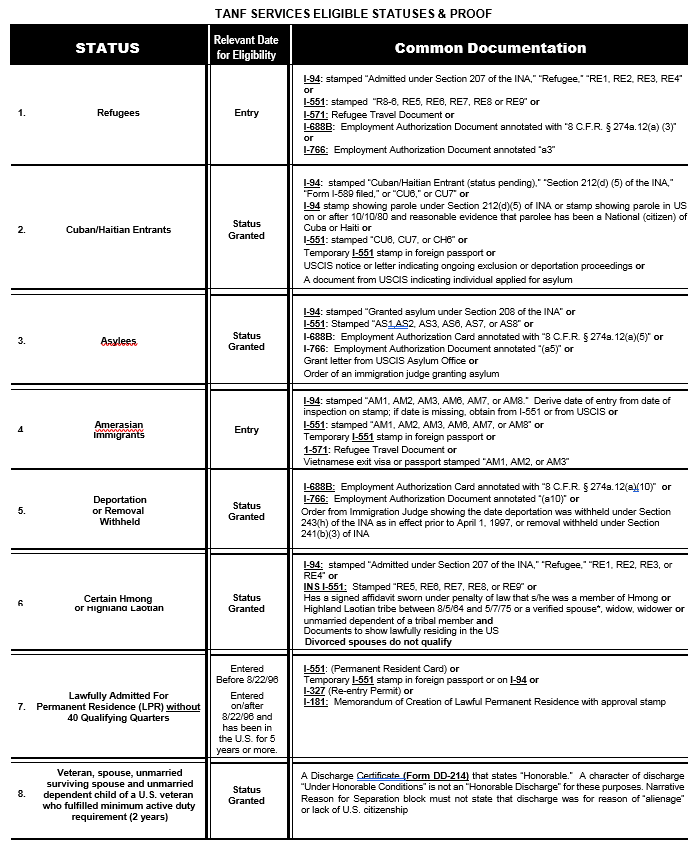 TANF SERVICES ELIGIBLE STATUSES & PROOF
STATUS
Relevant Date
for Eligibility
Common Documentation
1.
Refugees
Entry
I-94: stamped “Admitted under Section 207 of the INA,” “Refugee,” “RE1, RE2, RE3, RE4”
or
I-551: stamped “R8-6, RE5, RE6, RE7, RE8 or RE9” or
I-571: Refugee Travel Document or
I-688B: Employment Authorization Document annotated with “8 C.F.R. § 274a.12(a) (3)”
or
I-766: Employment Authorization Document annotated “a3”
2.
Cuban/Haitian Entrants
Status
Granted
I-94: stamped “Cuban/Haitian Entrant (status pending),” “Section 212(d) (5) of the INA,”
“Form I-589 filed,” or “CU6,” or CU7” or
I-94 stamp showing parole under Section 212(d)(5) of INA or stamp showing parole in US
on or after 10/10/80 and reasonable evidence that parolee has been a National (citizen) of
Cuba or Haiti or
I-551: stamped “CU6, CU7, or CH6” or
Temporary I-551 stamp in foreign passport or
USCIS notice or letter indicating ongoing exclusion or deportation proceedings or
A document from USCIS indicating individual applied for asylum
3.
Asylees
Status
Granted
I-94: stamped “Granted asylum under Section 208 of the INA” or
I-551: Stamped “AS1,AS2, AS3, AS6, AS7, or AS8” or
I-688B: Employment Authorization Card annotated with “8 C.F.R. § 274a.12(a)(5)” or
I-766: Employment Authorization Document annotated “(a5)” or
Grant letter from USCIS Asylum Office or
Order of an immigration judge granting asylum
4
Amerasian
Immigrants
Entry
I-94: stamped “AM1, AM2, AM3, AM6, AM7, or AM8.” Derive date of entry from date of
inspection on stamp; if date is missing, obtain from I-551 or from USCIS or
I-551: stamped “AM1, AM2, AM3, AM6, AM7, or AM8” or
Temporary I-551 stamp in foreign passport or
1-571: Refugee Travel Document or
Vietnamese exit visa or passport stamped “AM1, AM2, or AM3”
5.
Deportation
or Removal
Withheld
Status
Granted
I-688B: Employment Authorization Card annotated with “8 C.F.R. § 274a.12(a)(10)” or
I-766: Employment Authorization Document annotated “(a10)” or
Order from Immigration Judge showing the date deportation was withheld under Section
243(h) of the INA as in effect prior to April 1, 1997, or removal withheld under Section
241(b)(3) of INA
6
Certain Hmong
or Highland Laotian
Status
Granted
I-94: stamped “Admitted under Section 207 of the INA,” “Refugee,” “RE1, RE2, RE3, or
RE4” or
INS I-551: Stamped “RE5, RE6, RE7, RE8, or RE9” or
Has a signed affidavit sworn under penalty of law that s/he was a member of Hmong or
Highland Laotian tribe between 8/5/64 and 5/7/75 or a verified spouse*, widow, widower or
unmarried dependent of a tribal member and
Documents to show lawfully residing in the US
Divorced spouses do not qualify
7.
Lawfully Admitted For
Permanent Residence (LPR) without
40 Qualifying Quarters
Entered
Before 8/22/96
Entered
on/after
8/22/96 and
has been in
the U.S. for 5
years or more.
I-551: (Permanent Resident Card) or
Temporary I-551 stamp in foreign passport or on I-94 or
I-327 (Re-entry Permit) or
I-181: Memorandum of Creation of Lawful Permanent Residence with approval stamp
8.
Veteran, spouse, unmarried
surviving spouse and unmarried
dependent child of a U.S. veteran
who fulfilled minimum active duty
requirement (2 years)
Status
Granted
A Discharge Certificate (Form DD-214) that states “Honorable.” A character of discharge
“Under Honorable Conditions” is not an “Honorable Discharge” for these purposes. Narrative
Reason for Separation block must not state that discharge was for reason of “alienage”
or lack of U.S. citizenship